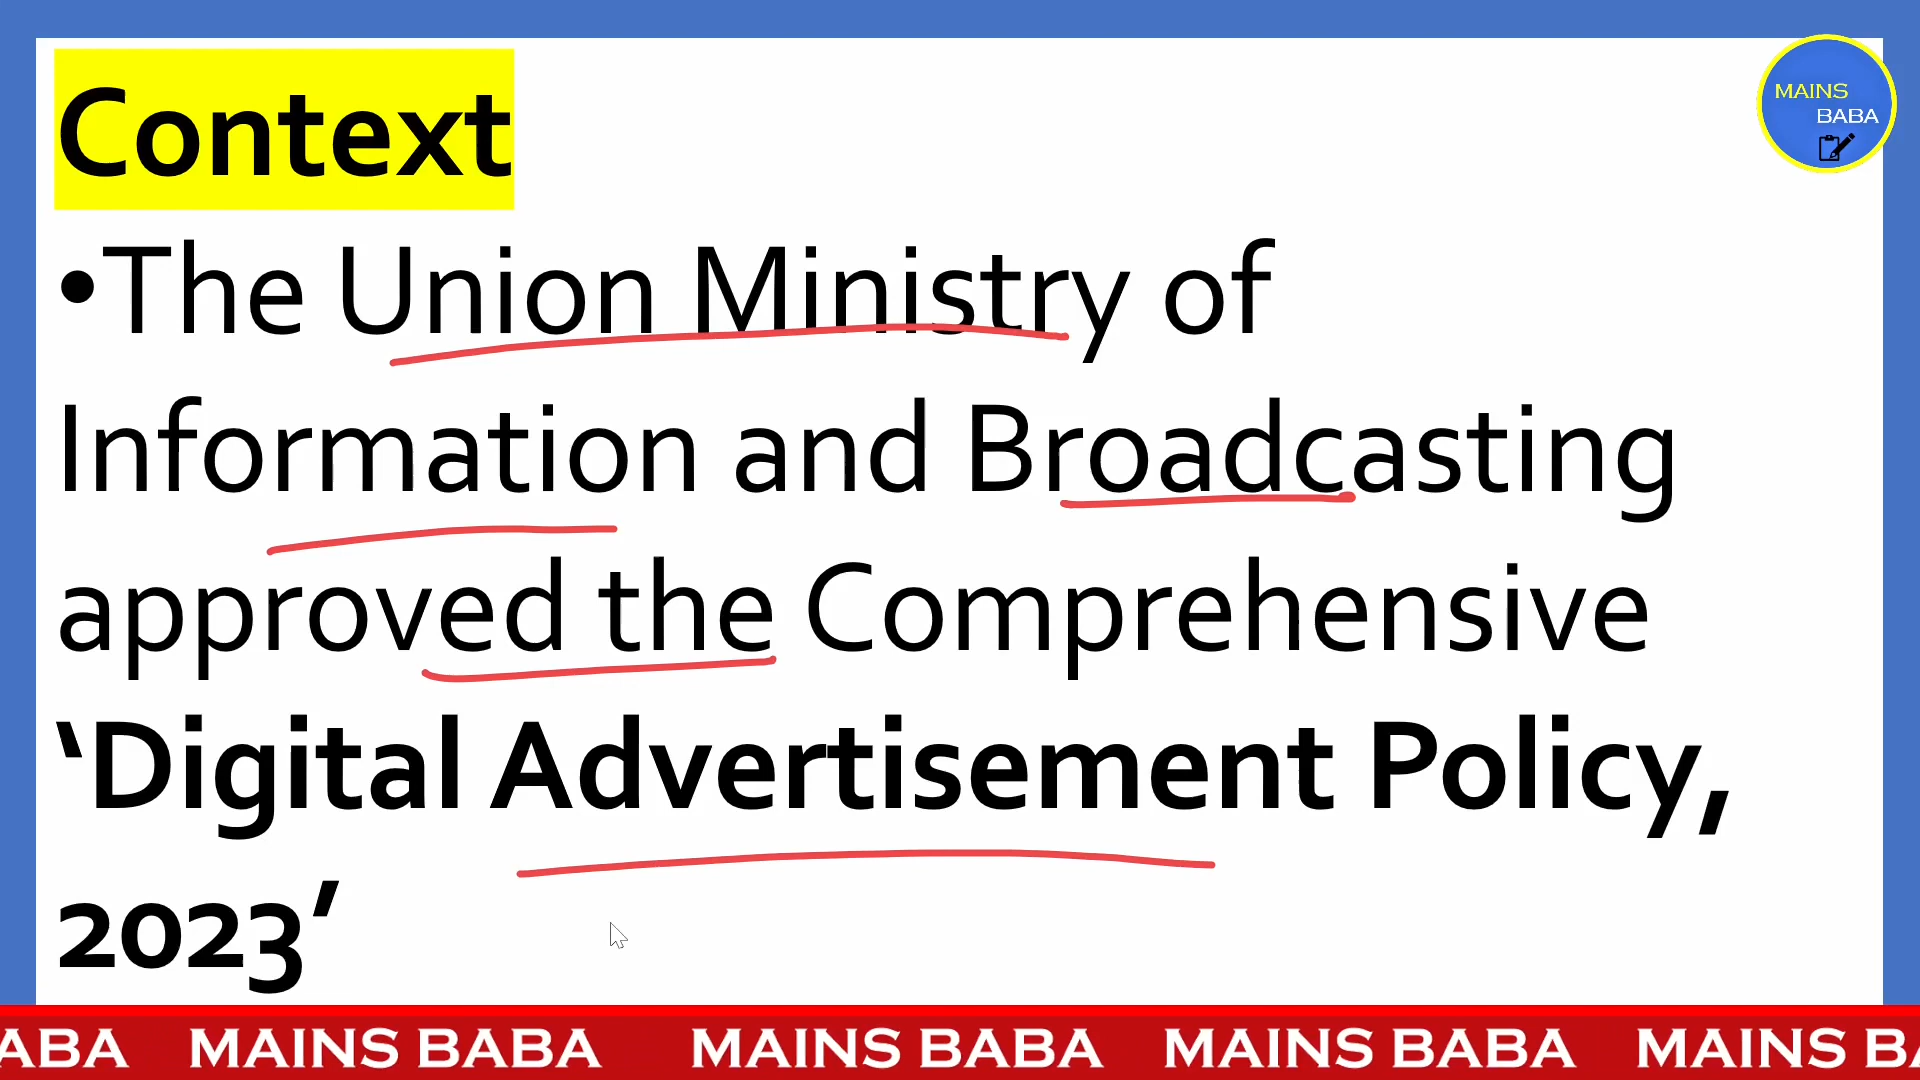 Context
MAINS
BABA
•The Union Ministry of
Information and Broadcasting
approved the Comprehensive
‘Digital Advertisement Policy,
2023’
ABA MAINS BABA MAINS BABA MAINS BABA MAINS BA